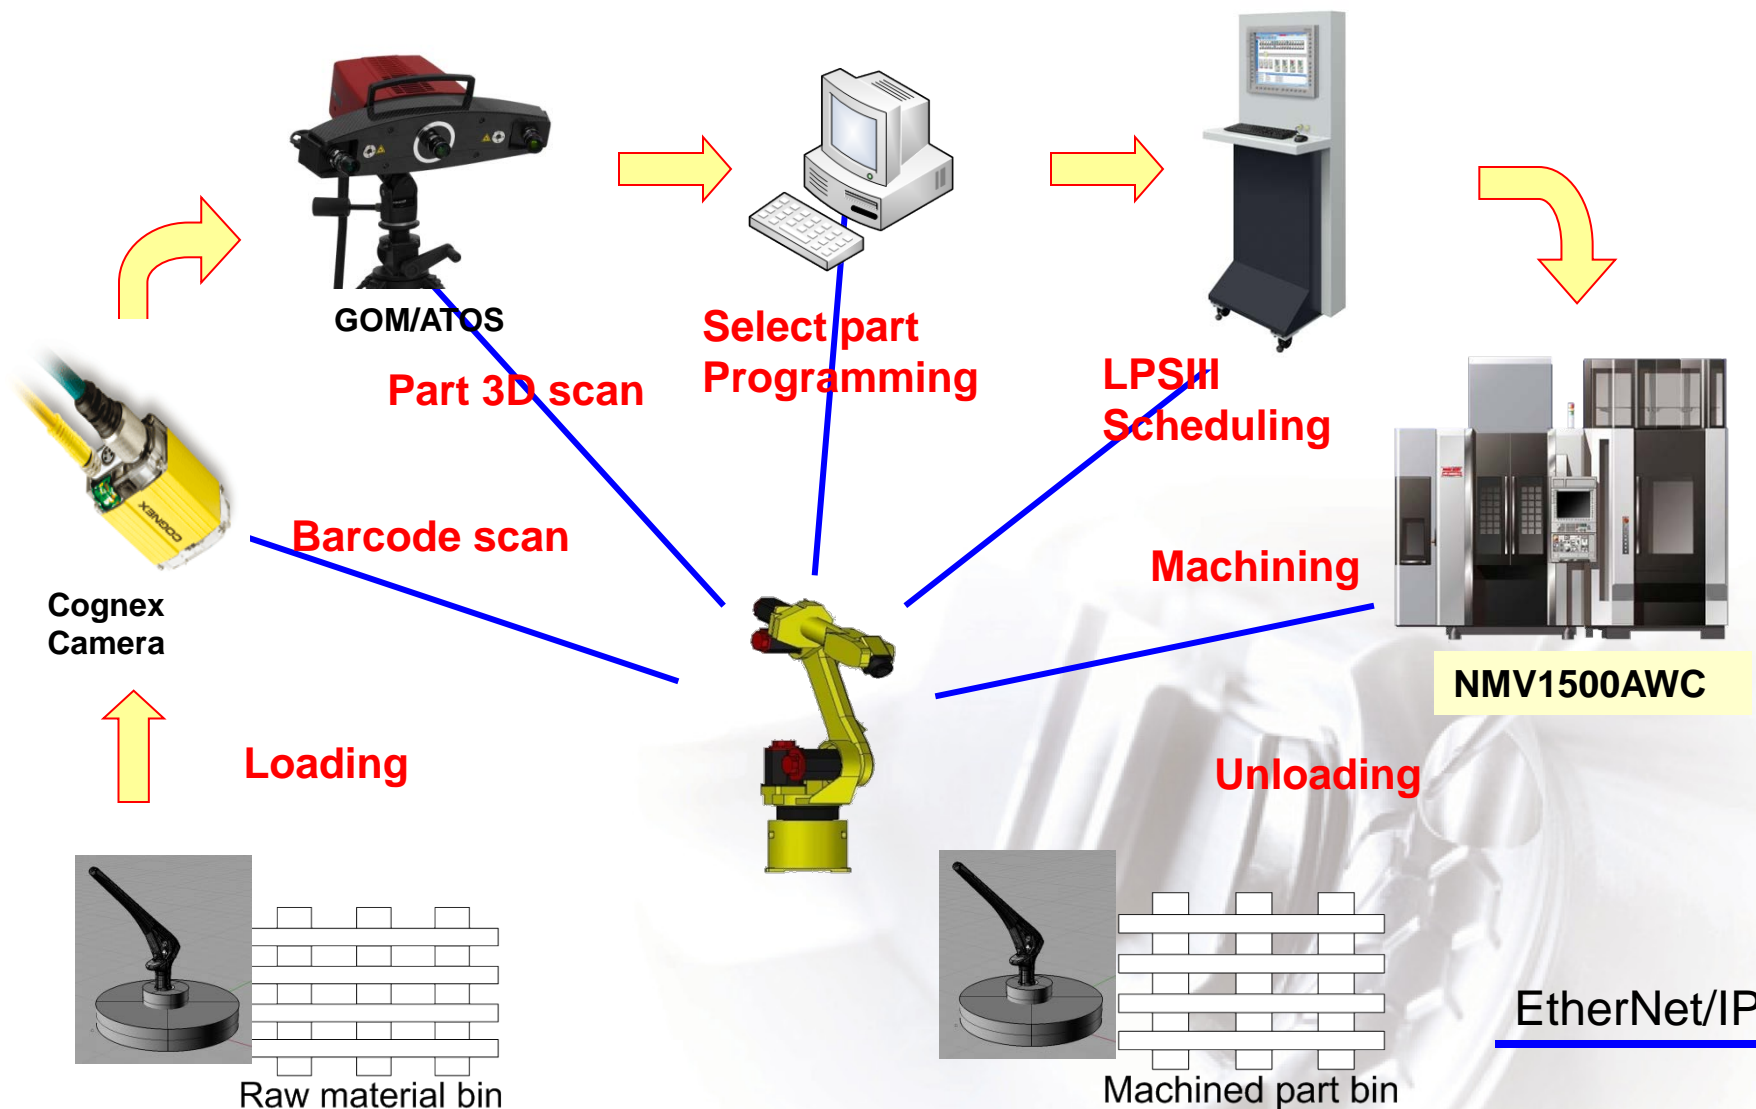 GOM/ATOS
Part 3D scan
Select part
Programming
LPSIII
Scheduling
COGNEX
Barcode scan
Cognex
Camera
Machining
NMV1500AWC
Loading
Unloading
EtherNet/IP
Raw material bin
Machined part bin